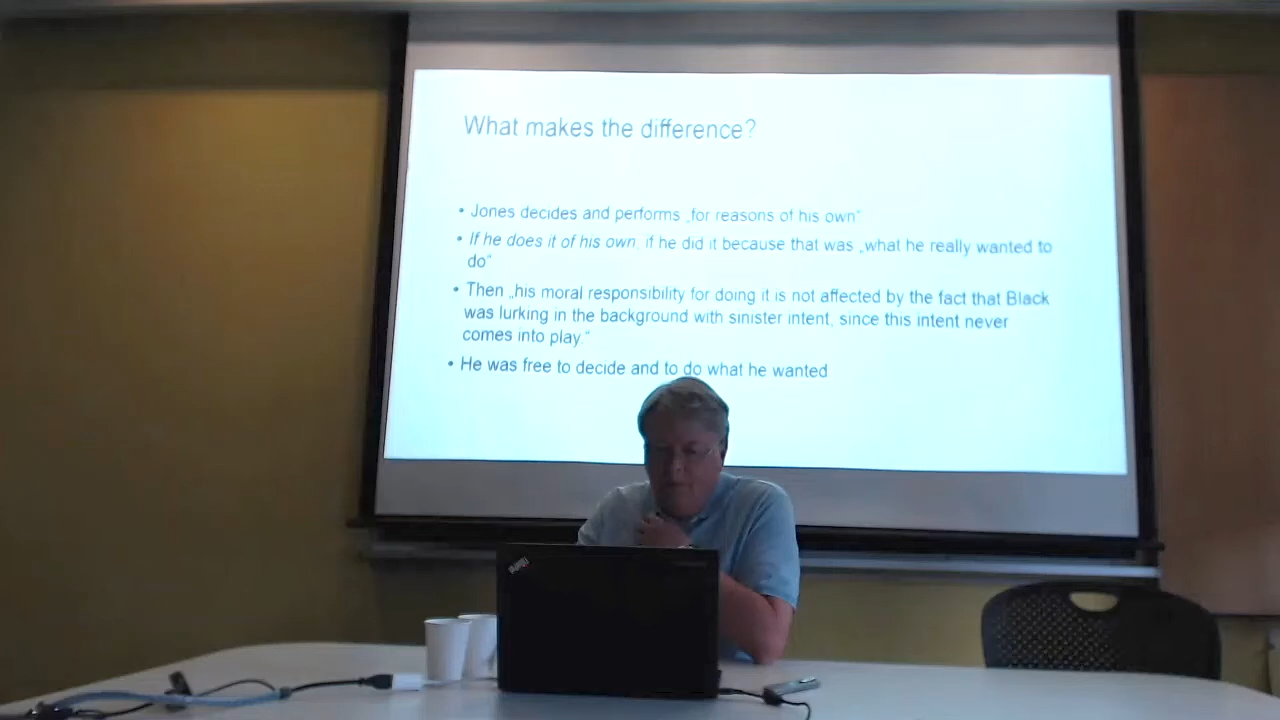 What makes the difference?
• Jones decides and performs „for reasons of his own“
• If he does it of his own, if he did it because that was „what he really wanted to
do“
• Then „his moral responsibility for doing it is not affected by the fact that Black
was lurking in the background with sinister intent, since this intent never
comes into play.“
• He was free to decide and to do what he wanted
ThinkPad